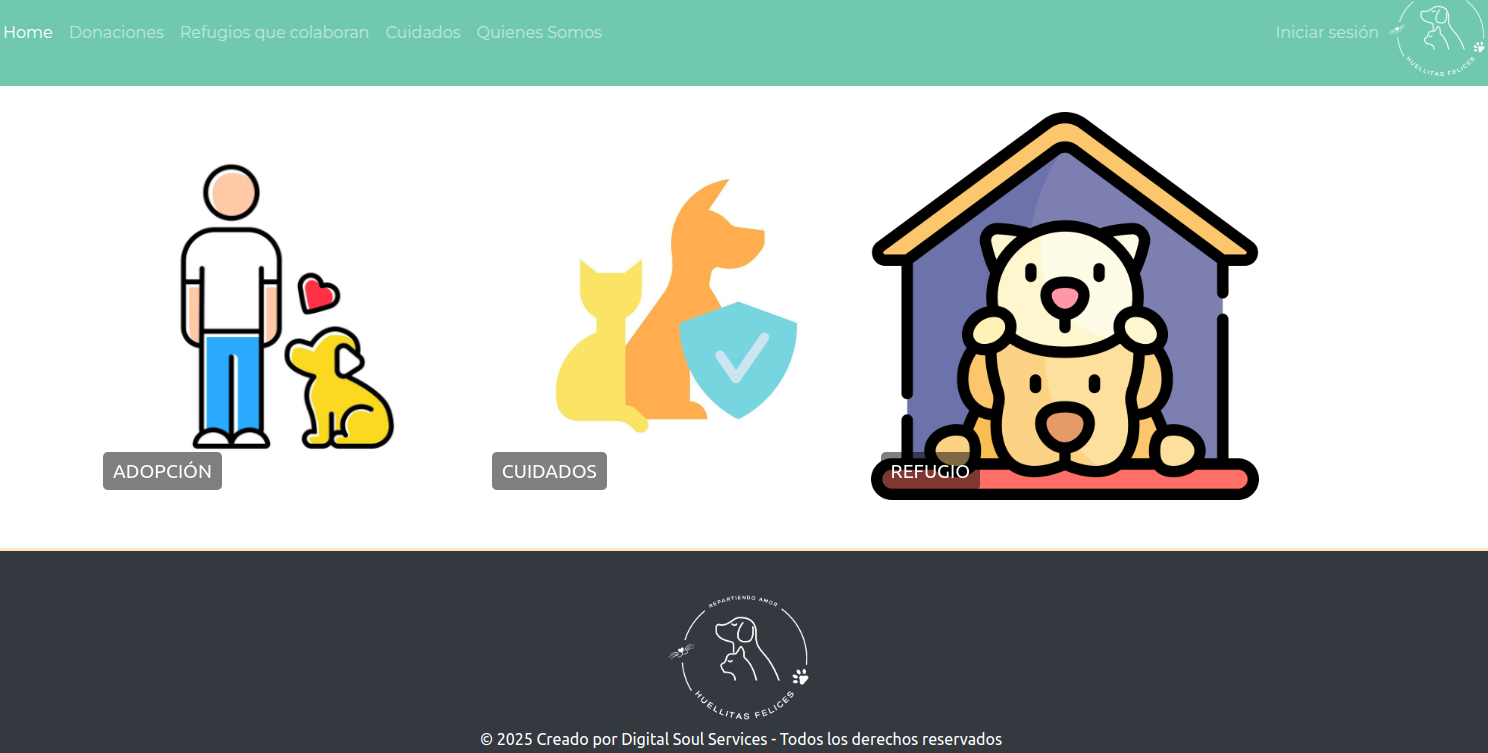 Home Donaciones Refugios que colaboran Cuidados Quienes Somos Iniciar sesión
HUELLITAS FELICES
ADOPCIÓN
CUIDADOS
REFUGIO
REPARTIENDO AMOR
HUELLITAS FELICES
© 2025 Creado por Digital Soul Services - Todos los derechos reservados